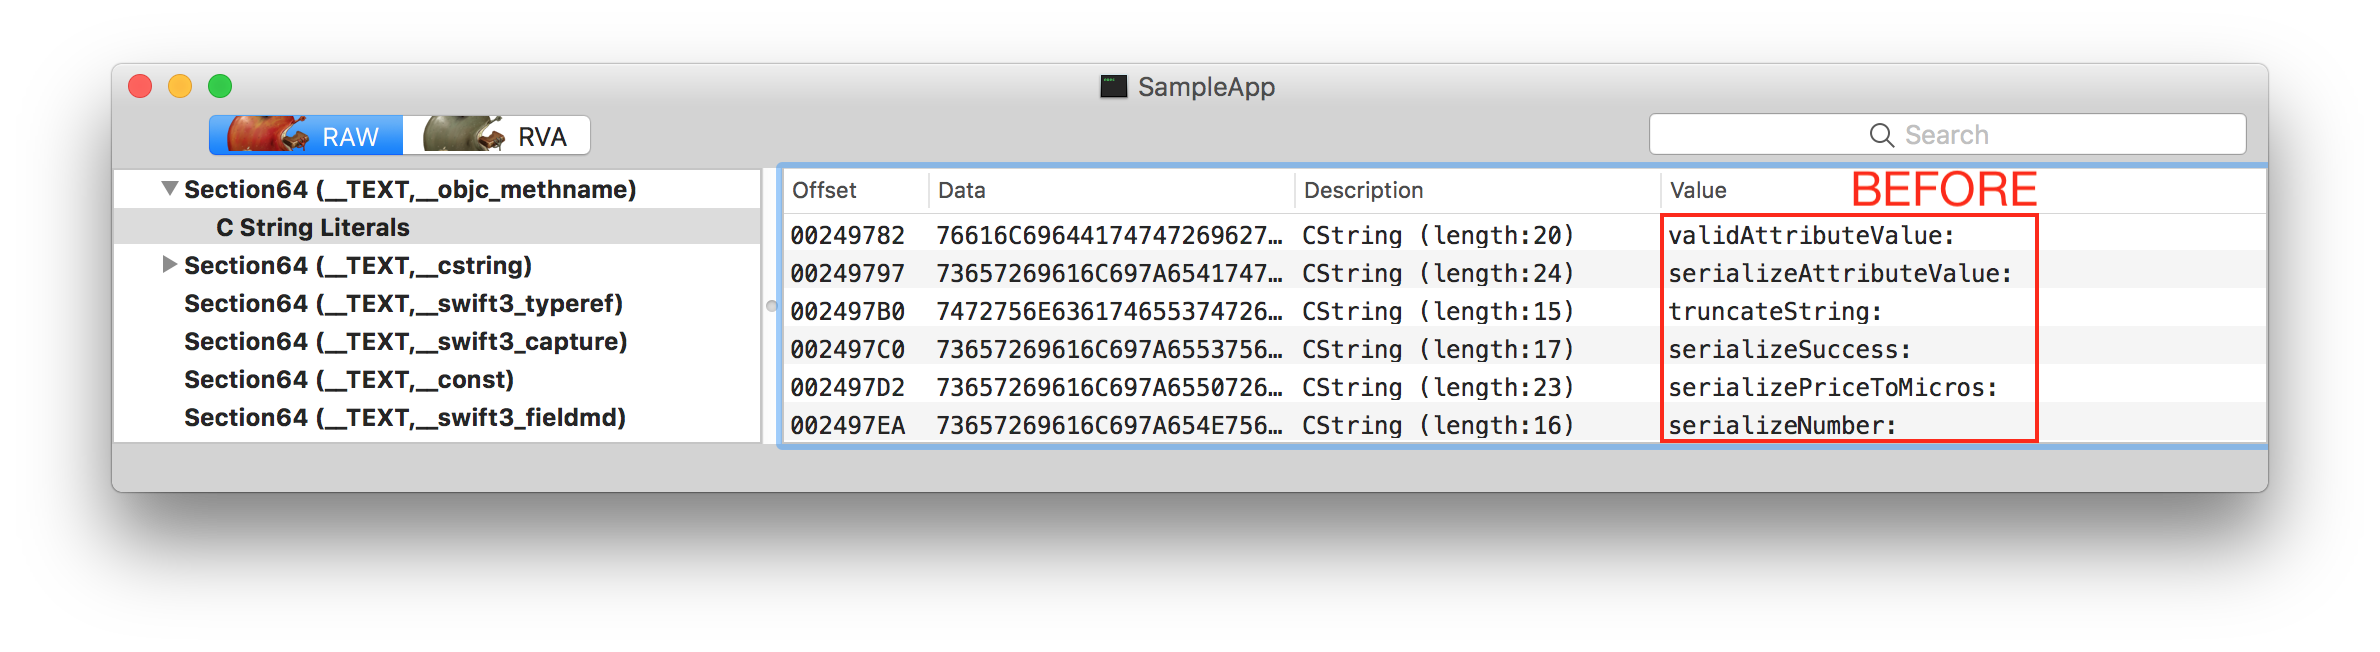 SampleApp
RAW RVA Search
Section64 (__TEXT,__objc_methname)
C String Literals
Section64 (__TEXT,__cstring)
Section64 (__TEXT,__swift3_typeref)
Section64 (__TEXT,__swift3_capture)
Section64 (__TEXT,__const)
Section64 (__TEXT,__swift3_fieldmd)
Offset Data Description Value BEFORE
00249782 76616C69644174747269627… CString (length:20) validAttributeValue:
00249797 73657269616C697A6541747… CString (length:24) serializeAttributeValue:
002497B0 7472756E636174655374726… CString (length:15) truncateString:
002497C0 73657269616C697A6553756… CString (length:17) serializeSuccess:
002497D2 73657269616C697A6550726… CString (length:23) serializePriceToMicros:
002497EA 73657269616C697A654E756… CString (length:16) serializeNumber: